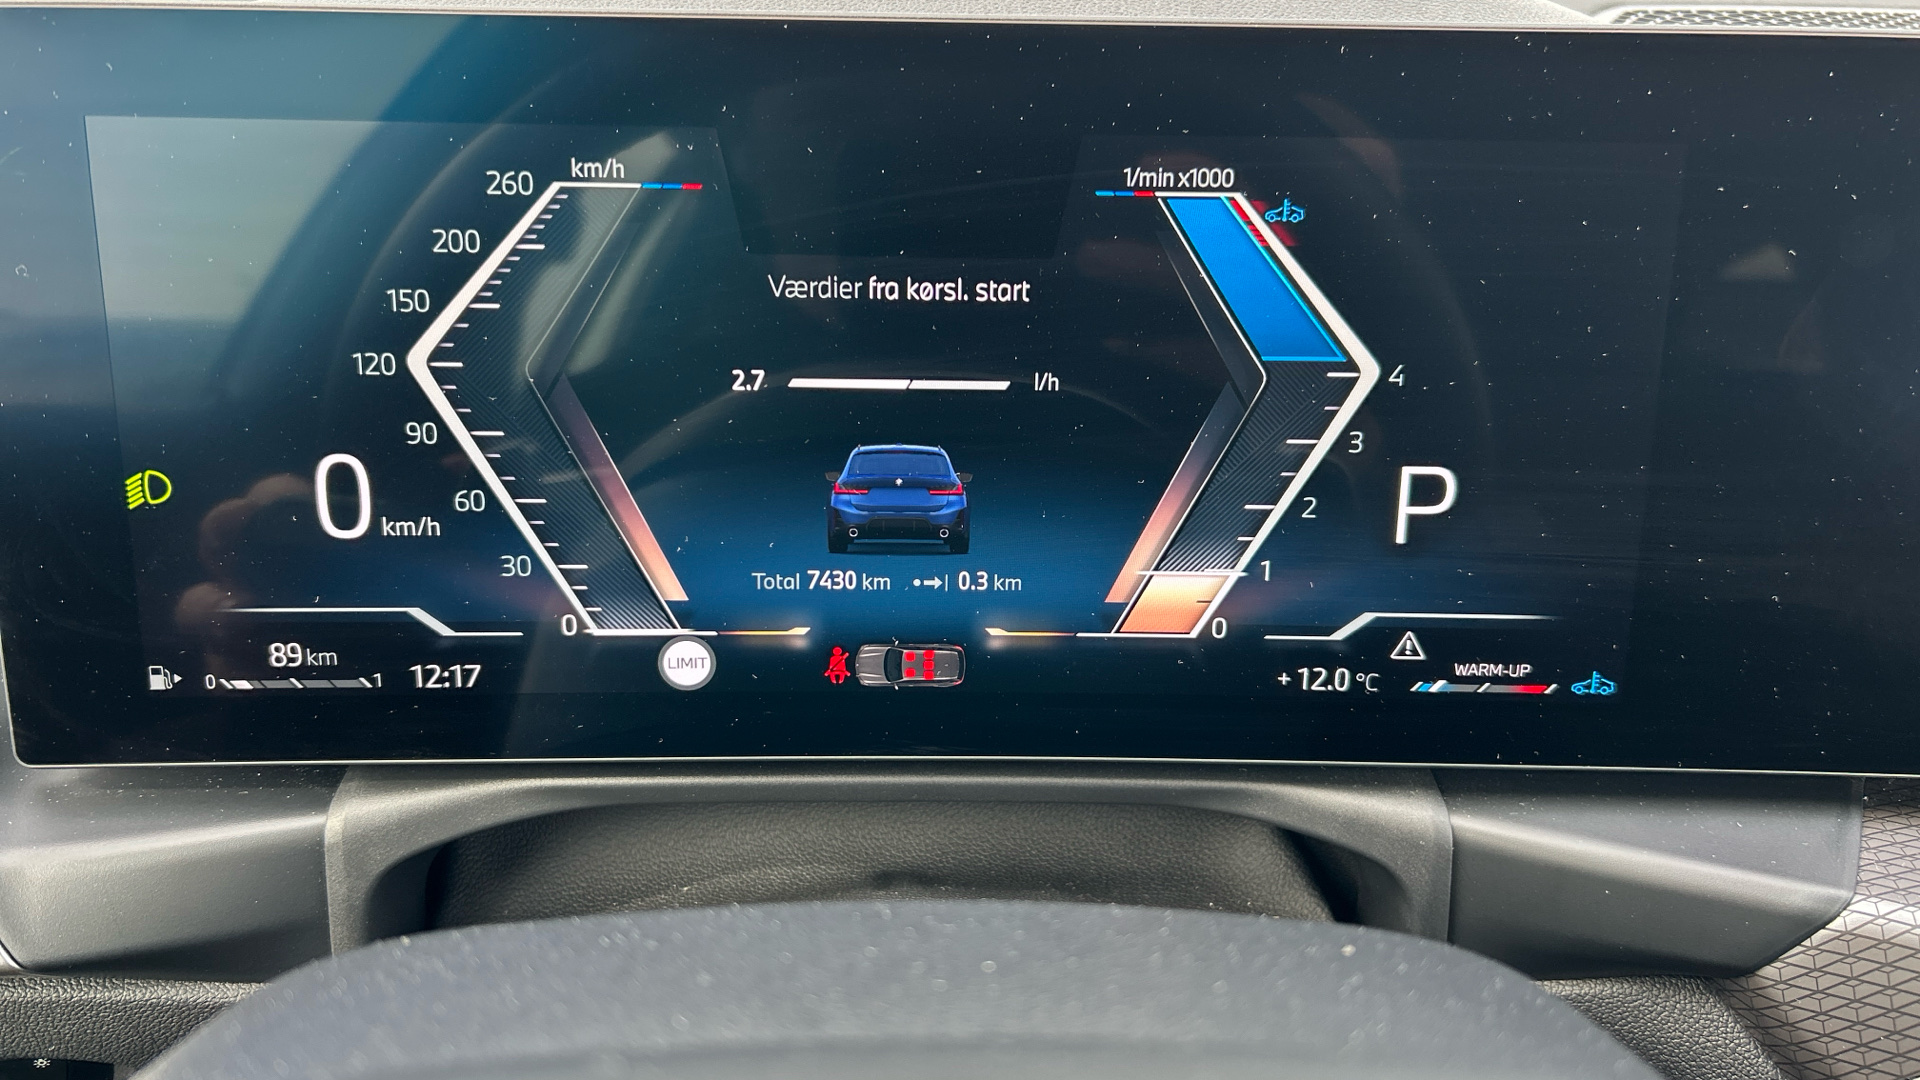 km/h
260
200
150
120
90
60
30
0
0 km/h
1/min x1000
4
3
2
1
0
P
Værdier fra kørsl. start
2.7 l/h
Total 7430 km 0.3 km
89 km
0 1
12:17
LIMIT
+12.0 °C
WARM-UP